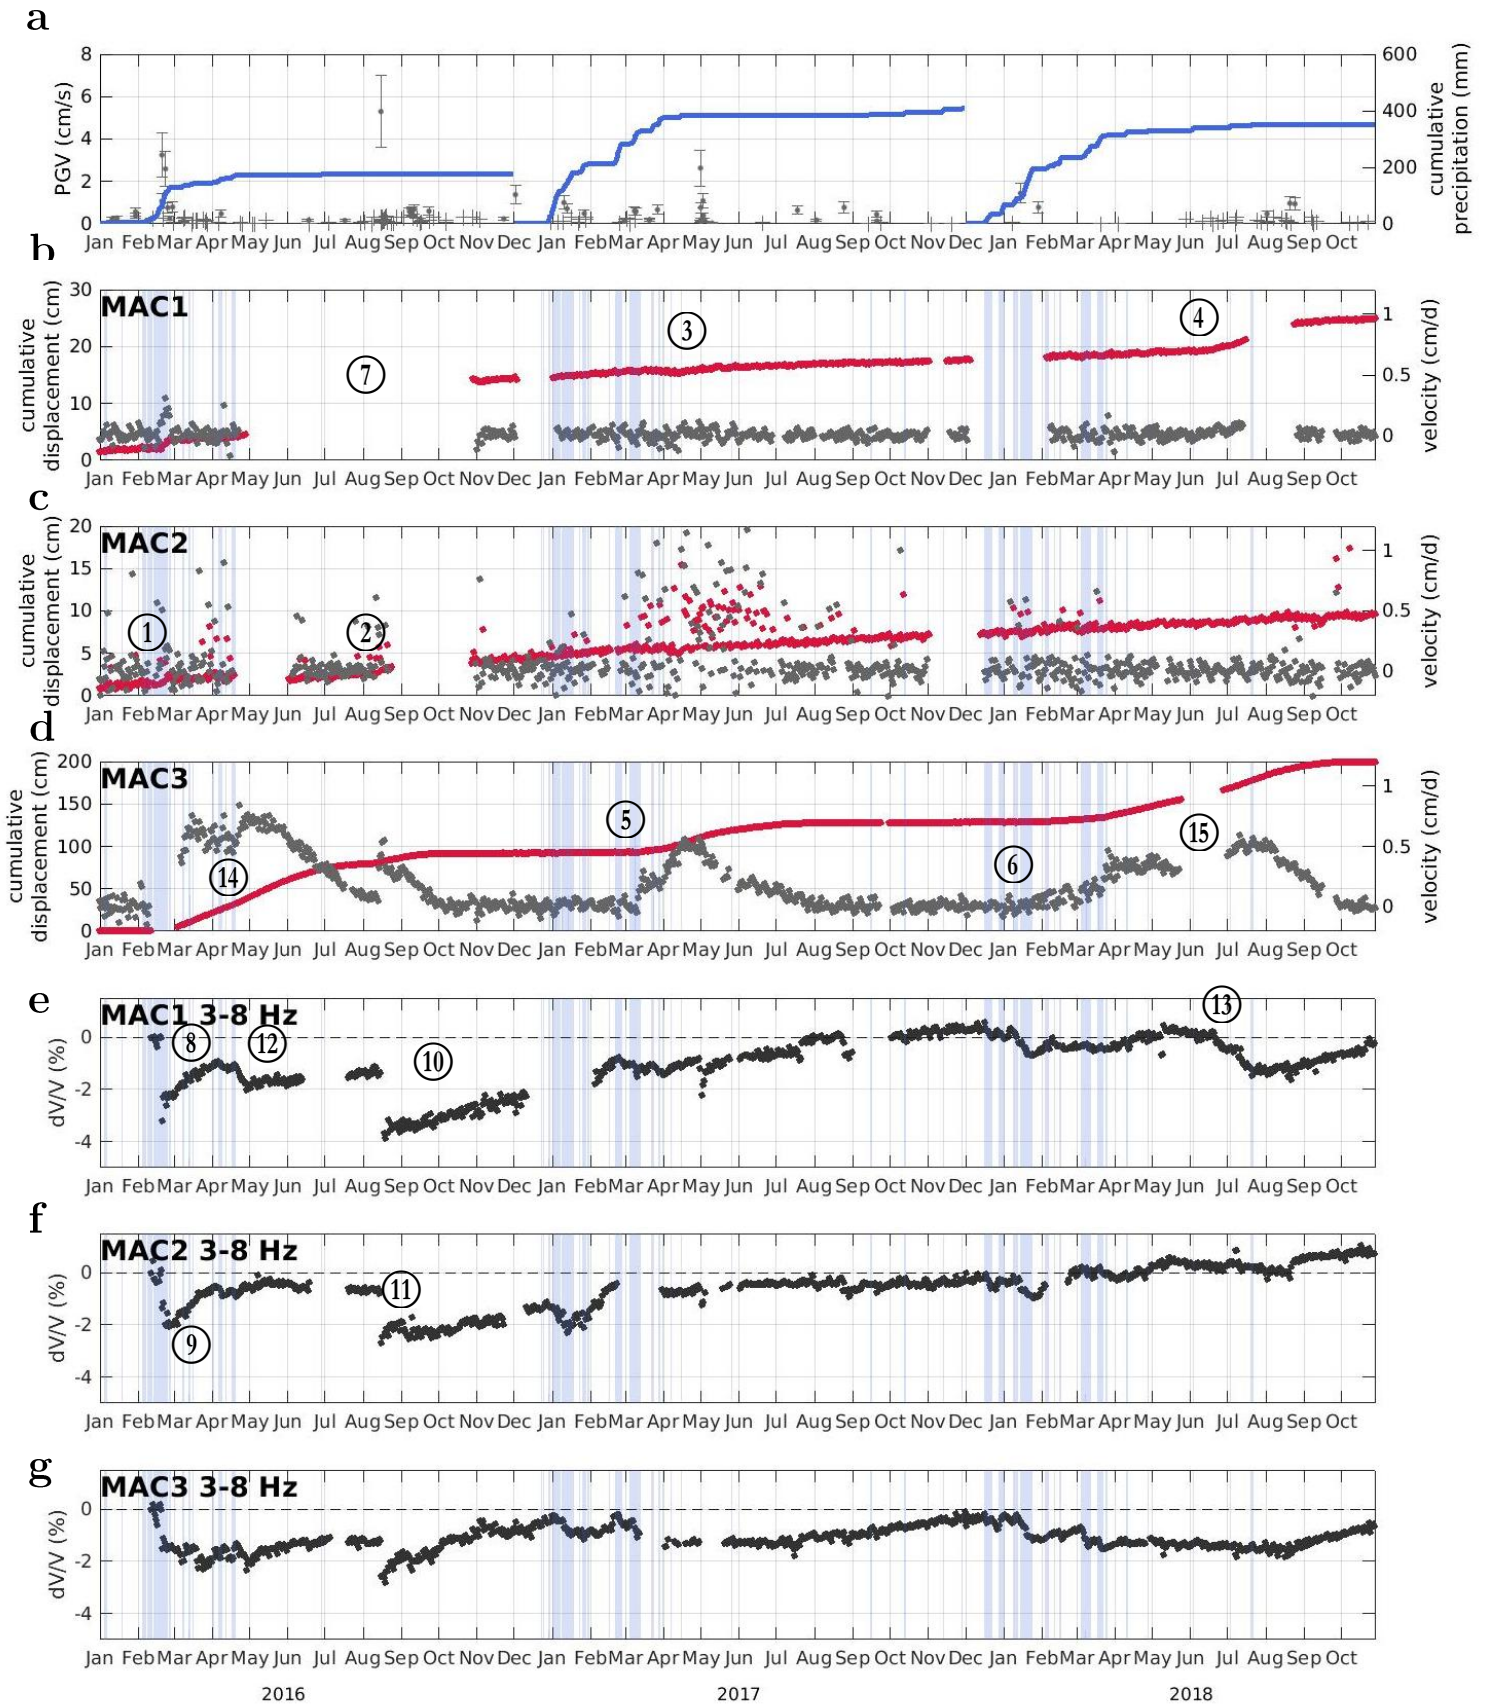 a
8
6
4
2
0
PGV (cm/s)
600
400
200
0
cumulative
precipitation (mm)
Jan Feb Mar Apr May Jun Jul Aug Sep Oct Nov Dec Jan Feb Mar Apr May Jun Jul Aug Sep Oct Nov Dec Jan Feb Mar Apr May Jun Jul Aug Sep Oct
b
MAC1
30
20
10
0
cumulative
displacement (cm)
1
0.5
0
velocity (cm/d)
3
4
7
Jan Feb Mar Apr May Jun Jul Aug Sep Oct Nov Dec Jan Feb Mar Apr May Jun Jul Aug Sep Oct Nov Dec Jan Feb Mar Apr May Jun Jul Aug Sep Oct
c
MAC2
20
15
10
5
0
cumulative
displacement (cm)
1
0.5
0
velocity (cm/d)
1
2
Jan Feb Mar Apr May Jun Jul Aug Sep Oct Nov Dec Jan Feb Mar Apr May Jun Jul Aug Sep Oct Nov Dec Jan Feb Mar Apr May Jun Jul Aug Sep Oct
d
MAC3
200
150
100
50
0
cumulative
displacement (cm)
1
0.5
0
velocity (cm/d)
5
15
6
14
Jan Feb Mar Apr May Jun Jul Aug Sep Oct Nov Dec Jan Feb Mar Apr May Jun Jul Aug Sep Oct Nov Dec Jan Feb Mar Apr May Jun Jul Aug Sep Oct
e
MAC1 3-8 Hz
0
-2
-4
dV/V (%)
13
8
12
10
Jan Feb Mar Apr May Jun Jul Aug Sep Oct Nov Dec Jan Feb Mar Apr May Jun Jul Aug Sep Oct Nov Dec Jan Feb Mar Apr May Jun Jul Aug Sep Oct
f
MAC2 3-8 Hz
0
-2
-4
dV/V (%)
11
9
Jan Feb Mar Apr May Jun Jul Aug Sep Oct Nov Dec Jan Feb Mar Apr May Jun Jul Aug Sep Oct Nov Dec Jan Feb Mar Apr May Jun Jul Aug Sep Oct
g
MAC3 3-8 Hz
0
-2
-4
dV/V (%)
Jan Feb Mar Apr May Jun Jul Aug Sep Oct Nov Dec Jan Feb Mar Apr May Jun Jul Aug Sep Oct Nov Dec Jan Feb Mar Apr May Jun Jul Aug Sep Oct
2016 2017 2018